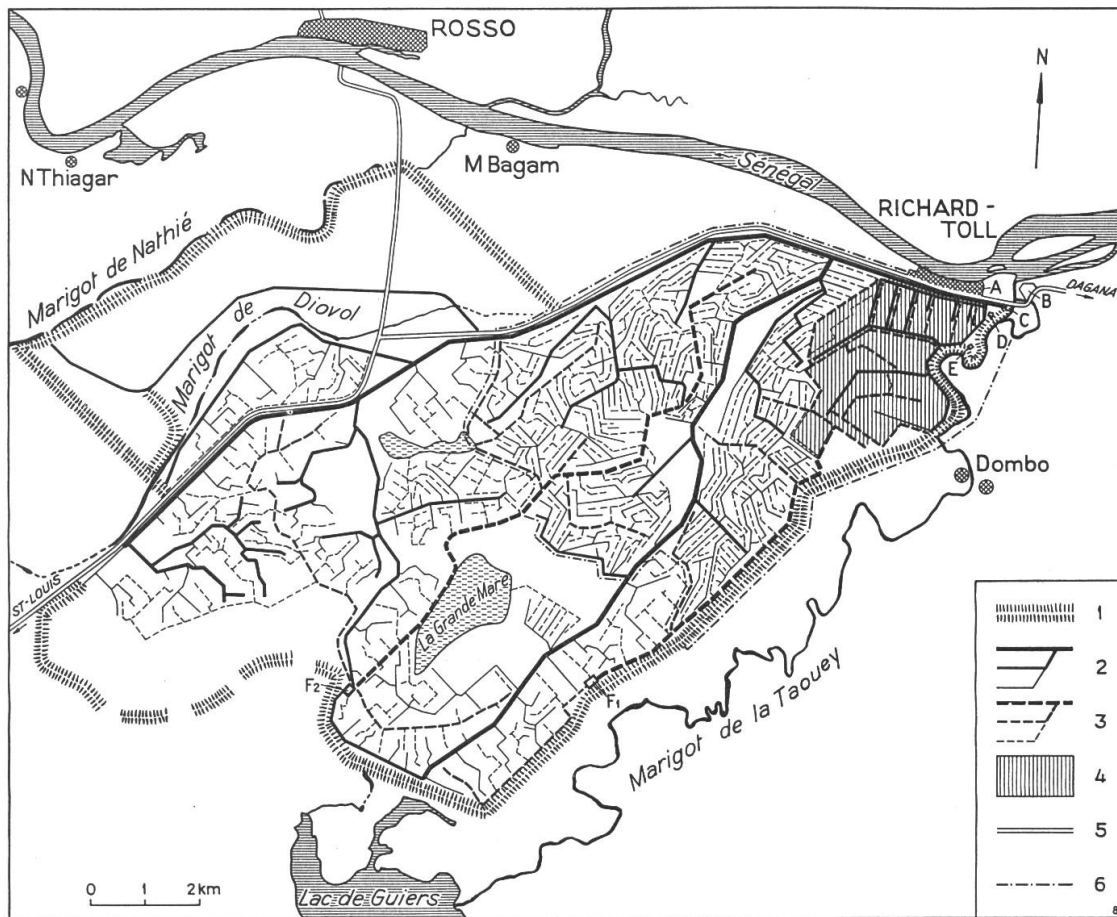 ROSSO
N
N Thiagar
M Bagam
Sénégal
RICHARD-
TOLL
Marigot de Nathié
Marigot de Diovol
A
DAGANA
B
C
D
E
Dombo
ST-LOUIS
La Grande Mare
F2
F1
Marigot de la Taouey
Lac de Guiers
0 1 2 km
1
2
3
4
5
6